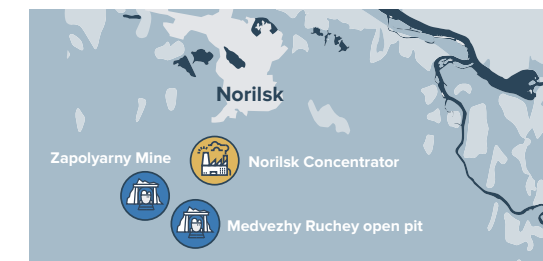 Norilsk
Zapolyarny Mine
Norilsk Concentrator
Medvezhy Ruchey open pit